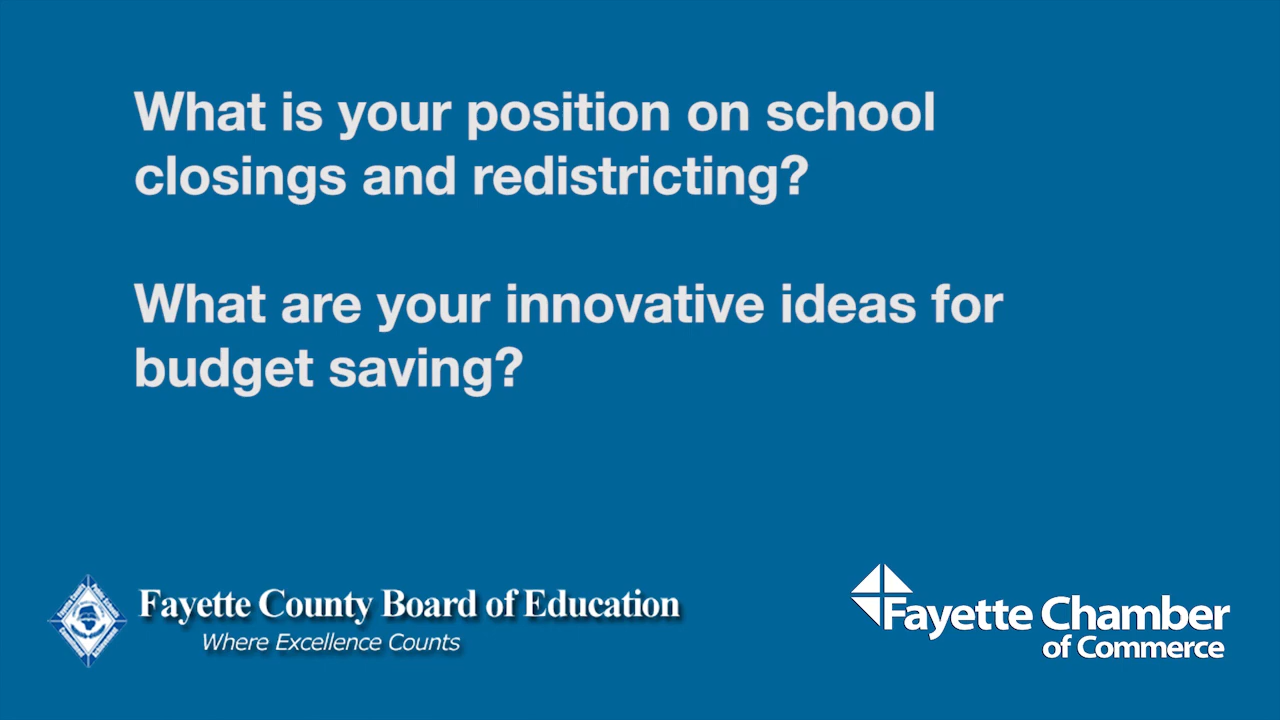 What is your position on school
closings and redistricting?
What are your innovative ideas for
budget saving?
Fayette County Board of Education
Where Excellence Counts
Fayette Chamber
of Commerce